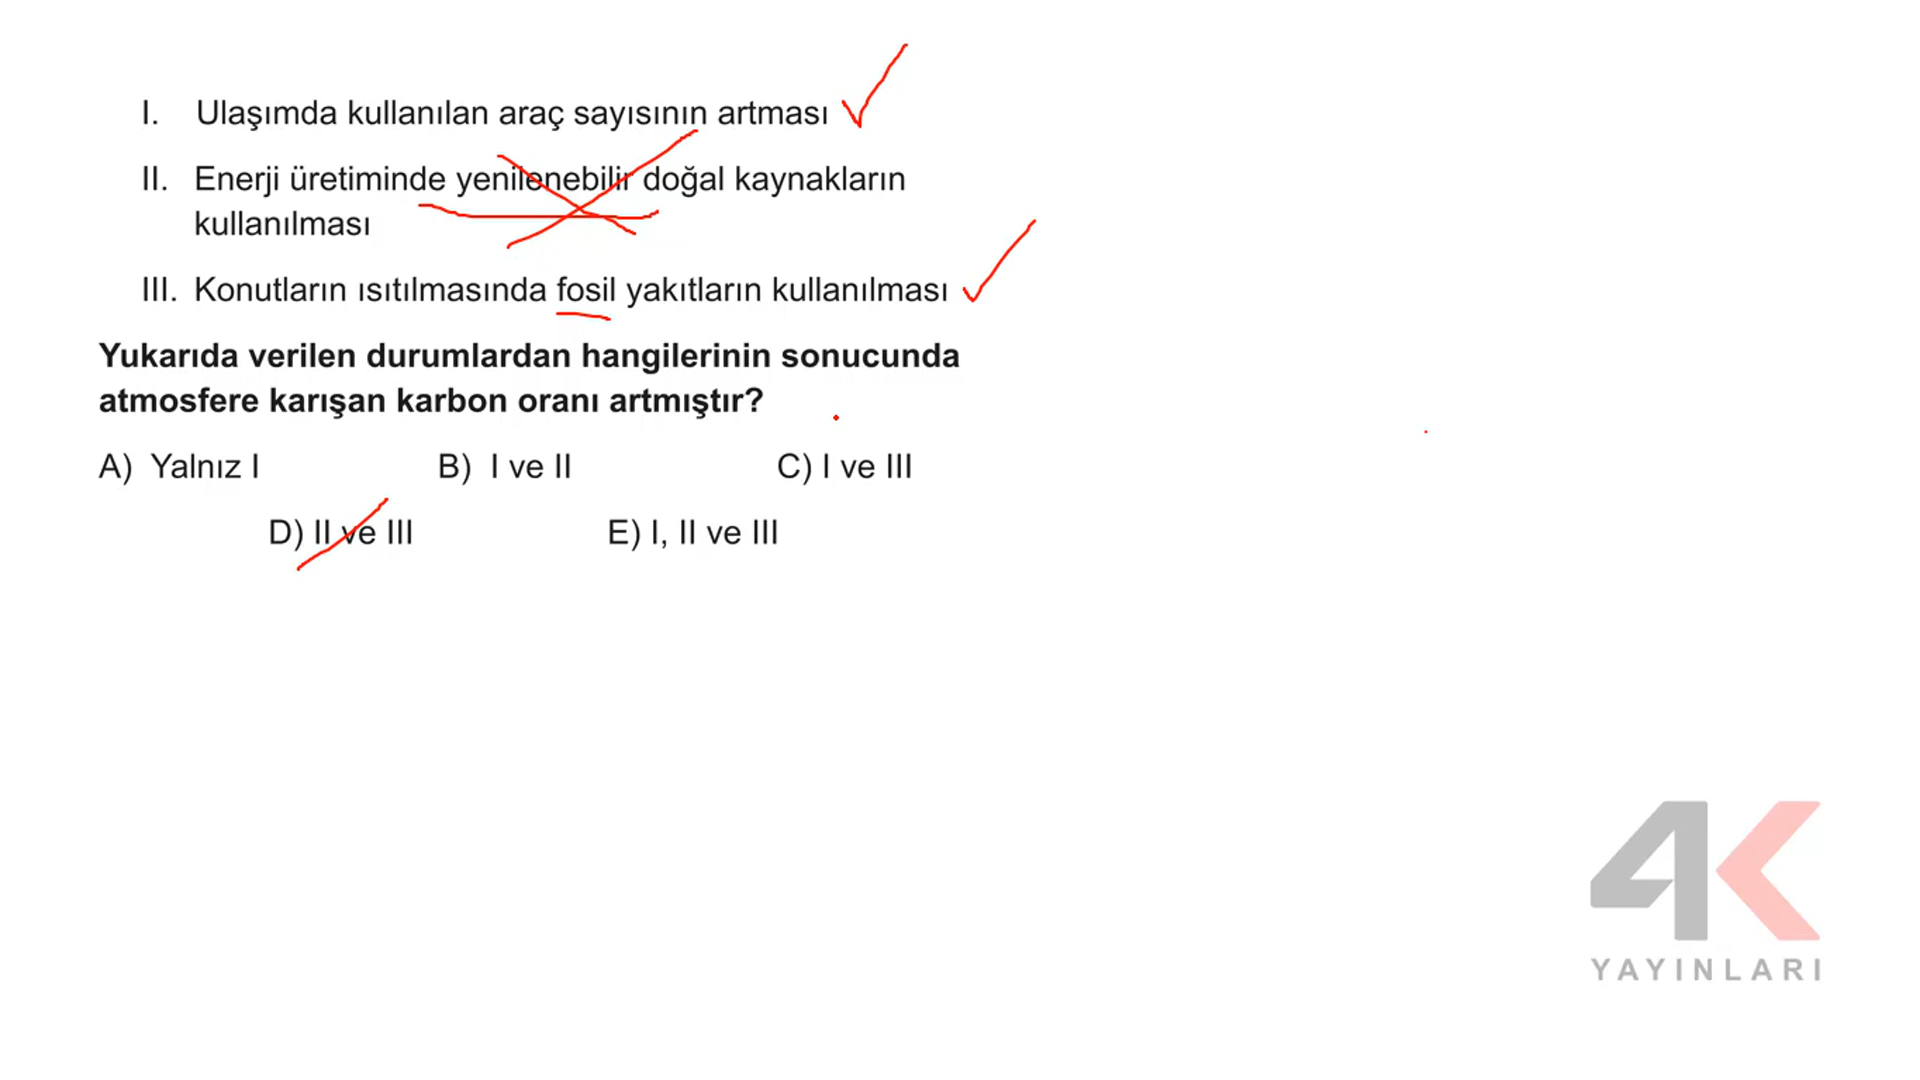 I. Ulaşımda kullanılan araç sayısının artması
II. Enerji üretiminde yenilenebilir doğal kaynakların
kullanılması
III. Konutların ısıtılmasında fosil yakıtların kullanılması
Yukarıda verilen durumlardan hangilerinin sonucunda
atmosfere karışan karbon oranı artmıştır?
A) Yalnız I B) I ve II C) I ve III
D) II ve III E) I, II ve III
4K
YAYINLARI